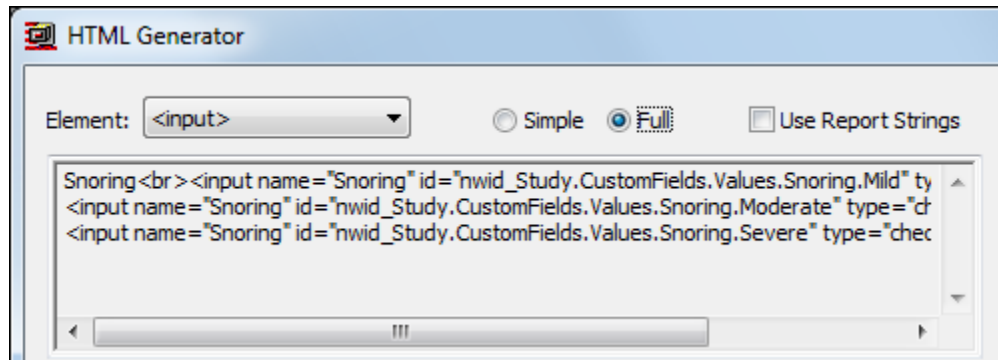 HTML Generator
Element: <input> Simple Full Use Report Strings
Snoring<br><input name="Snoring" id="nwid_Study.CustomFields.Values.Snoring.Mild" ty
<input name="Snoring" id="nwid_Study.CustomFields.Values.Snoring.Moderate" type="ch
<input name="Snoring" id="nwid_Study.CustomFields.Values.Snoring.Severe" type="chec